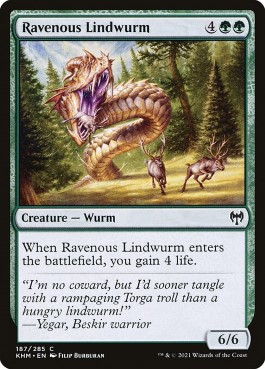 Ravenous Lindwurm 4
Creature — Wurm
When Ravenous Lindwurm enters
the battlefield, you gain 4 life.
“I’m no coward, but I’d sooner tangle
with a rampaging Torga troll than a
hungry lindwurm!”
—Yegar, Beskir warrior
6/6
187/285 C
KHM • EN Filip Burburan
™ & © 2021 Wizards of the Coast